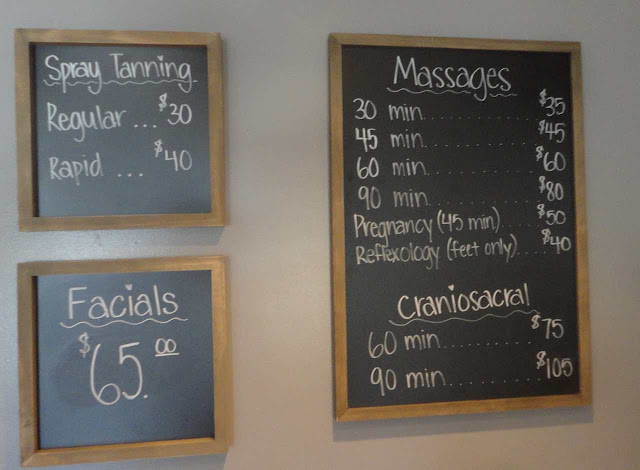 Spray Tanning
Regular ... $30
Rapid ... $40
Facials
$65.00
Massages
30 min. . . . . . . . . . . $35
45 min. . . . . . . . . . . $45
60 min. . . . . . . . . . . $60
90 min. . . . . . . . . . . $80
Pregnancy (45 min) . . . . $50
Reflexology (feet only) . . . $40
Craniosacral
60 min. . . . . . . . . $75
90 min. . . . . . . . . $105